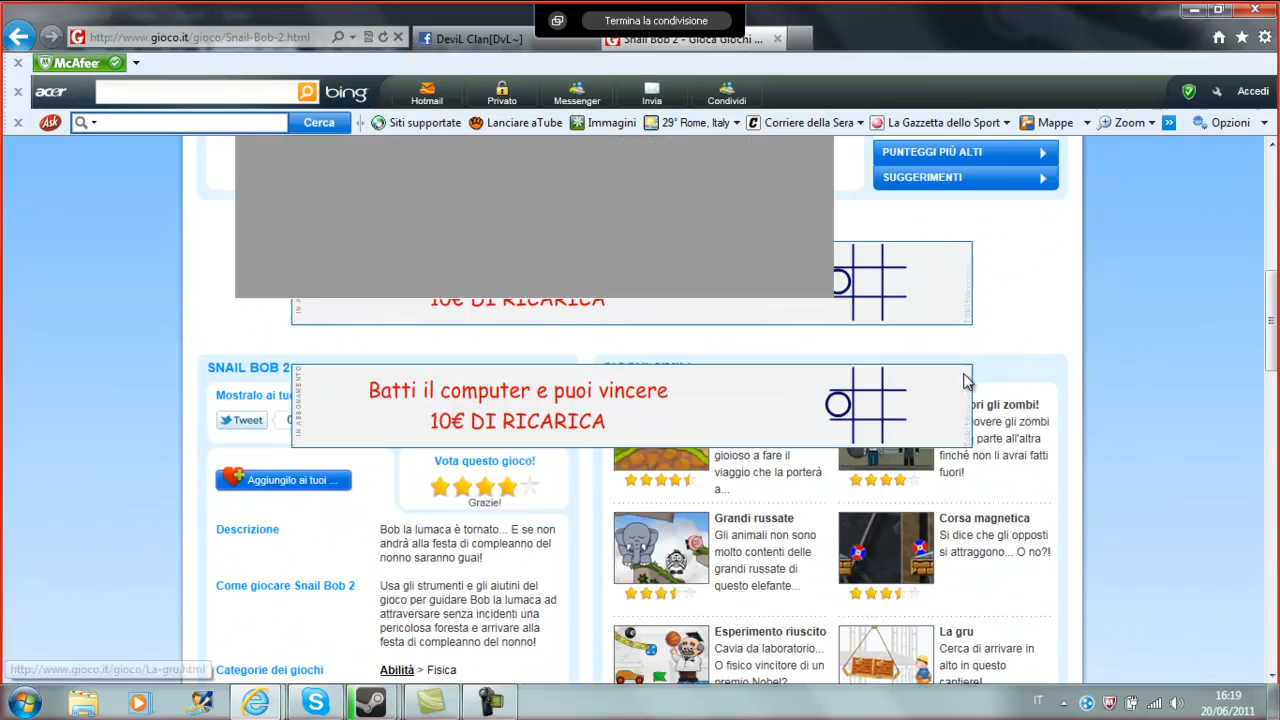 Termina la condivisione
http://www.gioco.it/gioco/Snail-Bob-2.html
DeviL Clan[DvL~]
Snail Bob 2 - Gioca Giochi ...
McAfee
acer
bing
Hotmail
Privato
Messenger
Invia
Condividi
Accedi
Ask
Cerca
Siti supportate
Lanciare aTube
Immagini
29° Rome, Italy
Corriere della Sera
La Gazzetta dello Sport
Mappe
Zoom
Opzioni
PUNTEGGI PIÙ ALTI
SUGGERIMENTI
10€ DI RICARICA
SNAIL BOB 2
Mostralo ai tuo
Tweet
0
IN ABBONAMENTO
Batti il computer e puoi vincere
10€ DI RICARICA
Aggiungilo ai tuoi ...
Vota questo gioco!
Grazie!
Descrizione
Bob la lumaca è tornato... E se non
andrà alla festa di compleanno del
nonno saranno guai!
Come giocare Snail Bob 2
Usa gli strumenti e gli aiutini del
gioco per guidare Bob la lumaca ad
attraversare senza incidenti una
pericolosa foresta e arrivare alla
festa di compleanno del nonno!
Categorie dei giochi
Abilità > Fisica
gioioso a fare il
viaggio che la porterà
a...
ori gli zombi!
overe gli zombi
parte all'altra
finché non li avrai fatti
fuori!
Grandi russate
Gli animali non sono
molto contenti delle
grandi russate di
questo elefante...
Corsa magnetica
Si dice che gli opposti
si attraggono... O no?!
Esperimento riuscito
Cavia da laboratorio...
O fisico vincitore di un
premio Nobel?
La gru
Cerca di arrivare in
alto in questo
cantiere!
http://www.gioco.it/gioco/La-gru.html
IT
16:19
20/06/2011